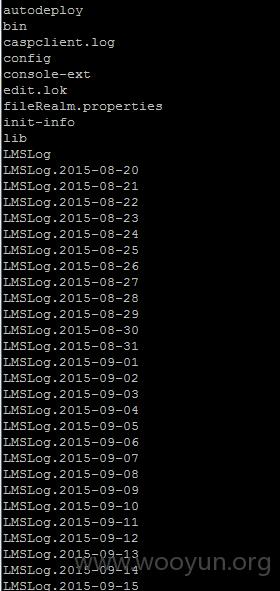 autodeploy
bin
caspclient.log
config
console-ext
edit.lok
fileRealm.properties
init-info
lib
LMSLog
LMSLog.2015-08-20
LMSLog.2015-08-21
LMSLog.2015-08-22
LMSLog.2015-08-23
LMSLog.2015-08-24
LMSLog.2015-08-25
LMSLog.2015-08-26
LMSLog.2015-08-27
LMSLog.2015-08-28
LMSLog.2015-08-29
LMSLog.2015-08-30
LMSLog.2015-08-31
LMSLog.2015-09-01
LMSLog.2015-09-02
LMSLog.2015-09-03
LMSLog.2015-09-04
LMSLog.2015-09-05
LMSLog.2015-09-06
LMSLog.2015-09-07
LMSLog.2015-09-08
LMSLog.2015-09-09
LMSLog.2015-09-10
LMSLog.2015-09-11
LMSLog.2015-09-12
LMSLog.2015-09-13
www.wooyun.org
LMSLog.2015-09-14
LMSLog.2015-09-15